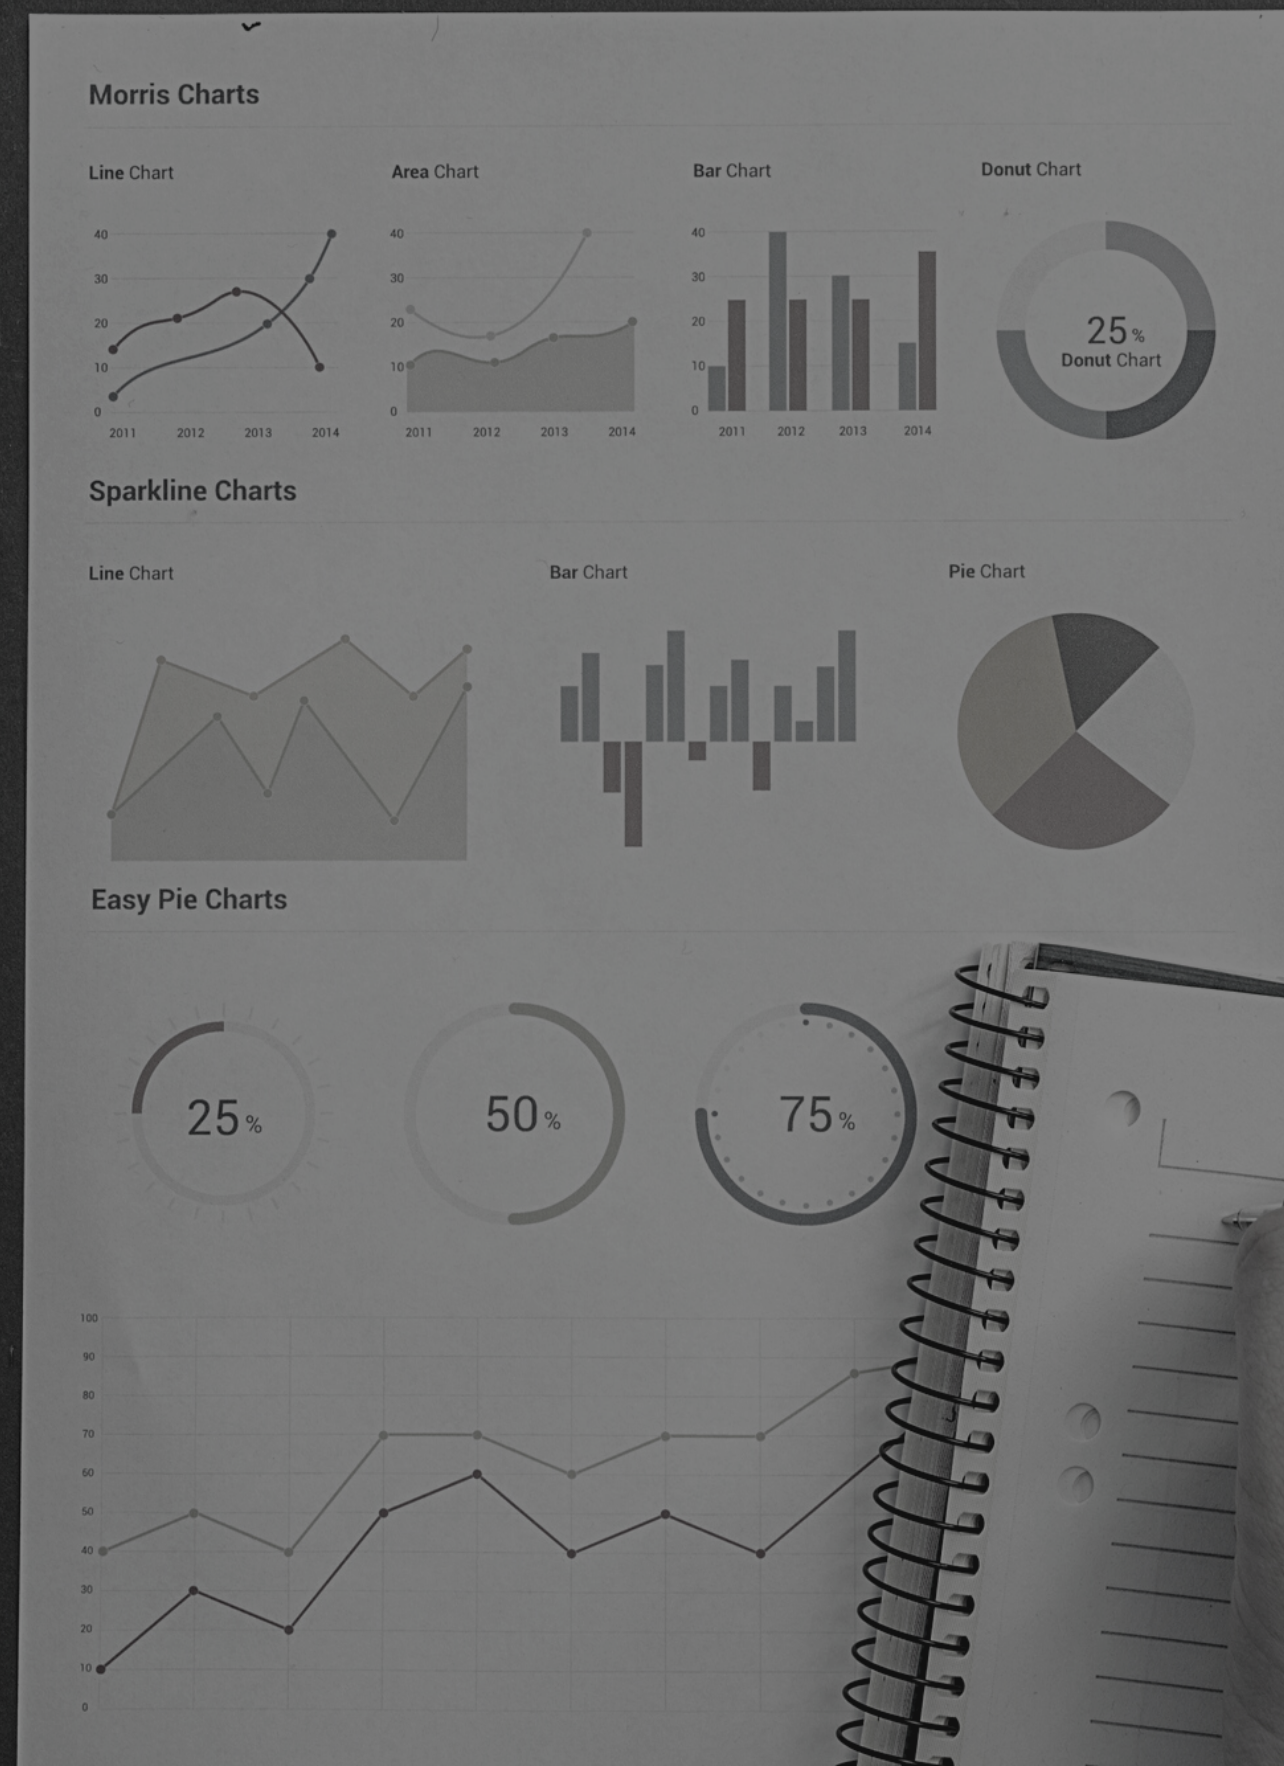 Morris Charts
Line Chart
Area Chart
Bar Chart
Donut Chart
40
30
20
10
0
2011 2012 2013 2014
40
30
20
10
0
2011 2012 2013 2014
40
30
20
10
0
2011 2012 2013 2014
25%
Donut Chart
Sparkline Charts
Line Chart
Bar Chart
Pie Chart
Easy Pie Charts
25%
50%
75%
100
90
80
70
60
50
40
30
20
10
0